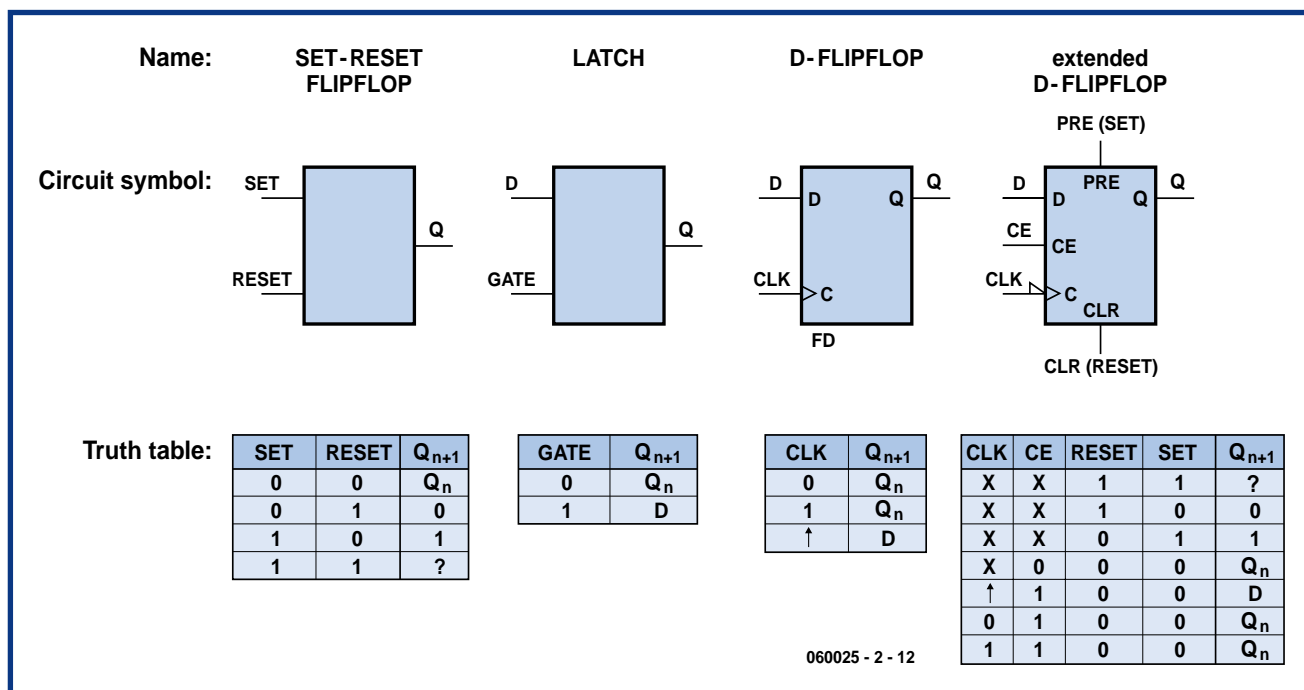 Name: SET-RESET FLIPFLOP LATCH D-FLIPFLOP extended D-FLIPFLOP
Circuit symbol:
SET
RESET
Q
D
GATE
Q
D
CLK
D
C
Q
Q
FD
PRE (SET)
D
CE
CLK
PRE
D
CE
C
CLR
Q
Q
CLR (RESET)
Truth table:
SET RESET Qn+1
0 0 Qn
0 1 0
1 0 1
1 1 ?
GATE Qn+1
0 Qn
1 D
CLK Qn+1
0 Qn
1 Qn
↑ D
CLK CE RESET SET Qn+1
X X 1 1 ?
X X 1 0 0
X X 0 1 1
X 0 0 0 Qn
↑ 1 0 0 D
0 1 0 0 Qn
1 1 0 0 Qn
060025 - 2 - 12